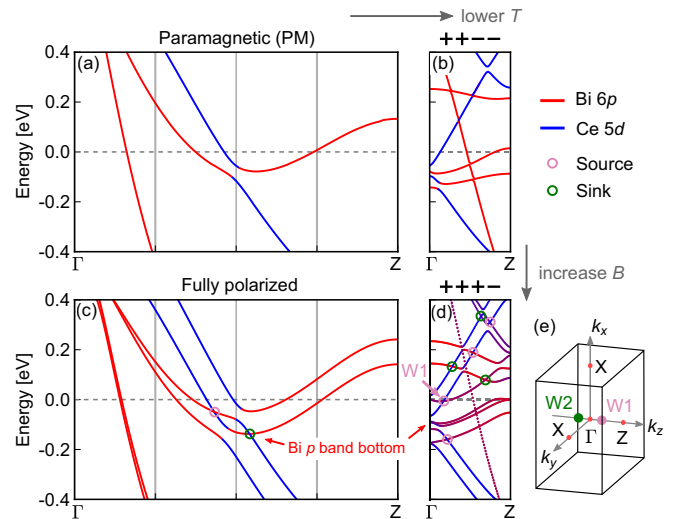 lower T
Paramagnetic (PM)
++−−
(a)
(b)
Energy [eV]
0.4
0.2
0.0
-0.2
-0.4
Γ
Z
Γ
Z
Bi 6p
Ce 5d
Source
Sink
increase B
Fully polarized
+++−
(c)
(d)
(e)
Energy [eV]
0.4
0.2
0.0
-0.2
-0.4
W1
Bi p band bottom
Γ
Z
Γ
Z
kx
X
W2
W1
X
Γ
Z
kz
ky